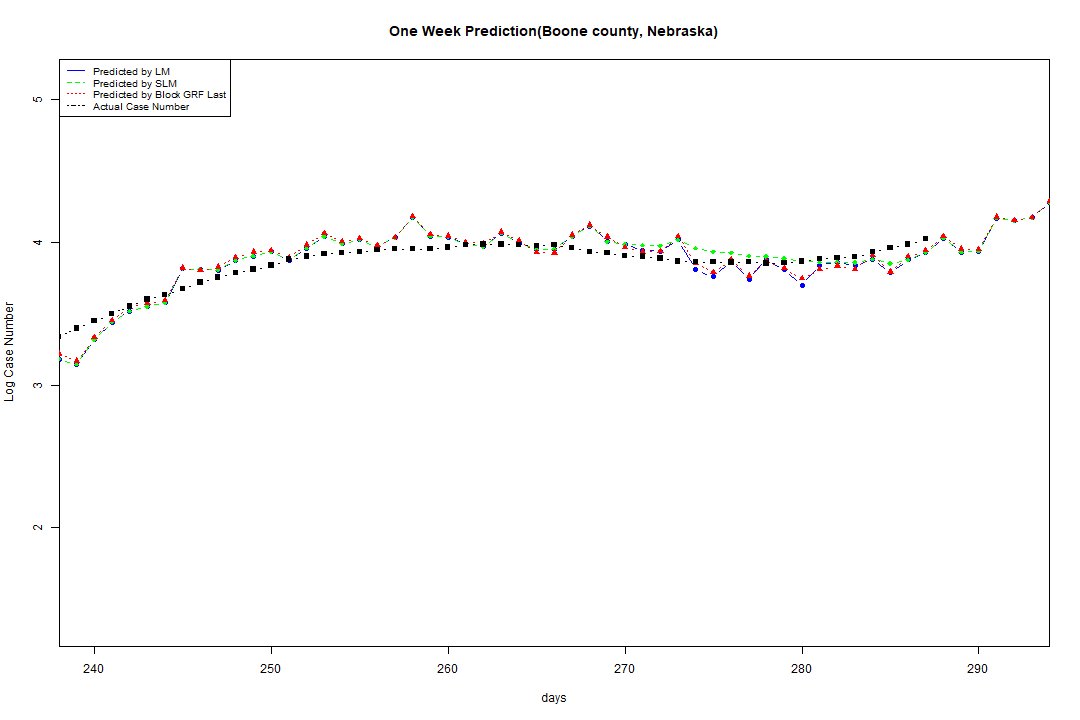 One Week Prediction(Boone county, Nebraska)
Predicted by LM
Predicted by SLM
Predicted by Block GRF Last
Actual Case Number
5
4
3
2
Log Case Number
240 250 260 270 280 290
days